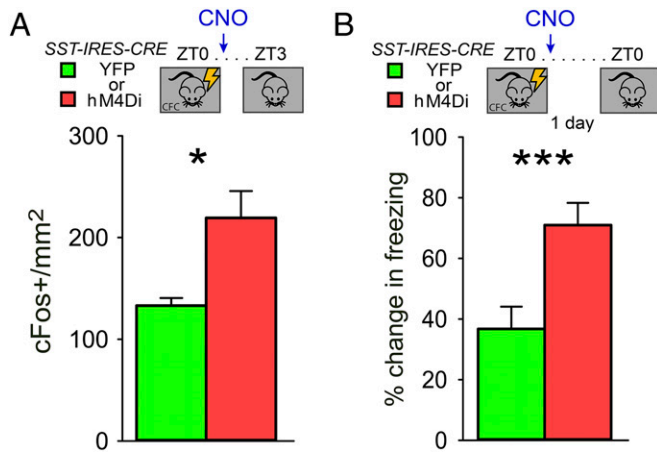 A
CNO
SST-IRES-CRE ZT0 ..... ZT3
YFP
or
hM4Di
CFC
300
200
100
0
cFos+/mm2
*
B
CNO
SST-IRES-CRE ZT0 .......... ZT0
YFP
or
hM4Di
CFC
1 day
100
80
60
40
20
0
% change in freezing
***